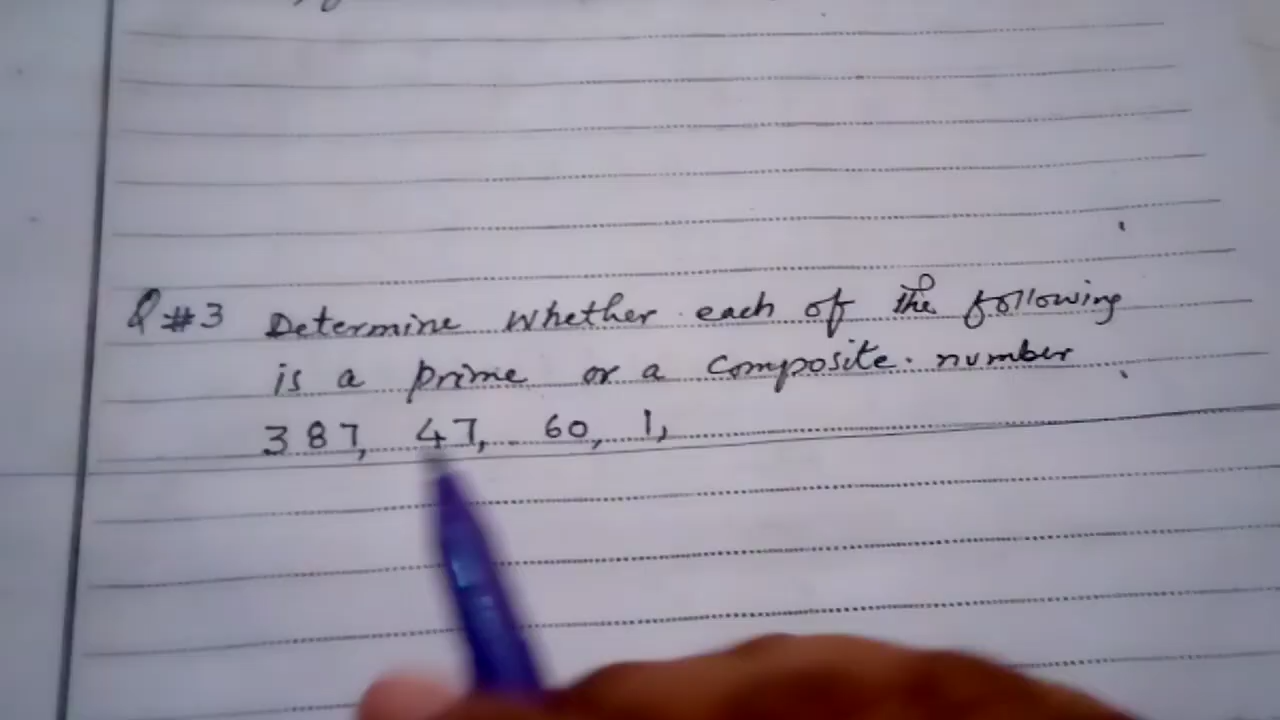 Q#3 Determine whether each of the following
is a prime or a composite. number
387, 47, 60, 1,